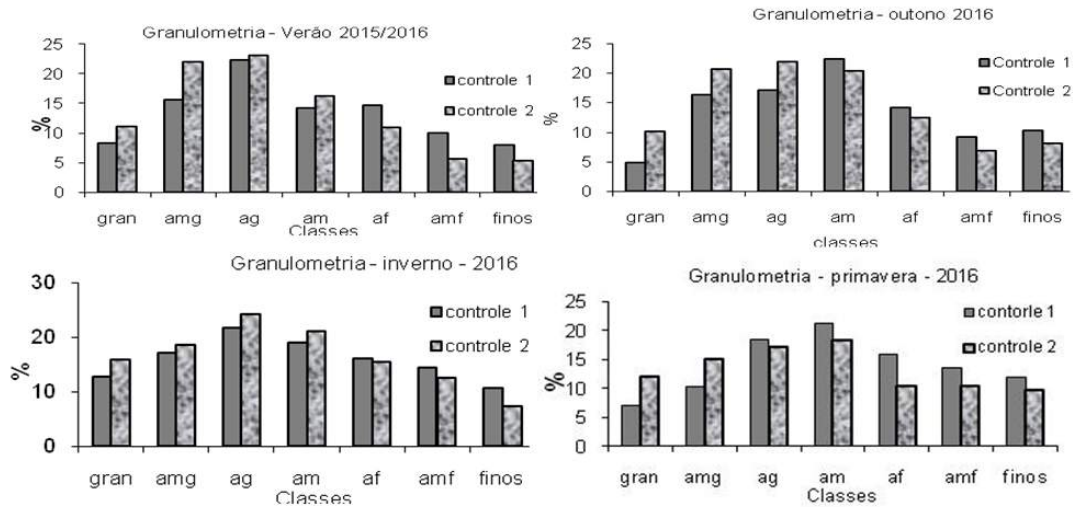 Granulometria - Verão 2015/2016
25
20
15
10
5
0
%
controle 1
controle 2
gran amg ag am af amf finos
Classes
Granulometria - outono 2016
25
20
15
10
5
0
%
Controle 1
Controle 2
gran amg ag am af amf finos
classes
Granulometria - inverno - 2016
30
20
10
0
%
controle 1
controle 2
gran amg ag am af amf finos
Classes
Granulometria - primavera - 2016
25
20
15
10
5
0
%
contorle 1
controle 2
gran amg ag am af amf finos
Classes